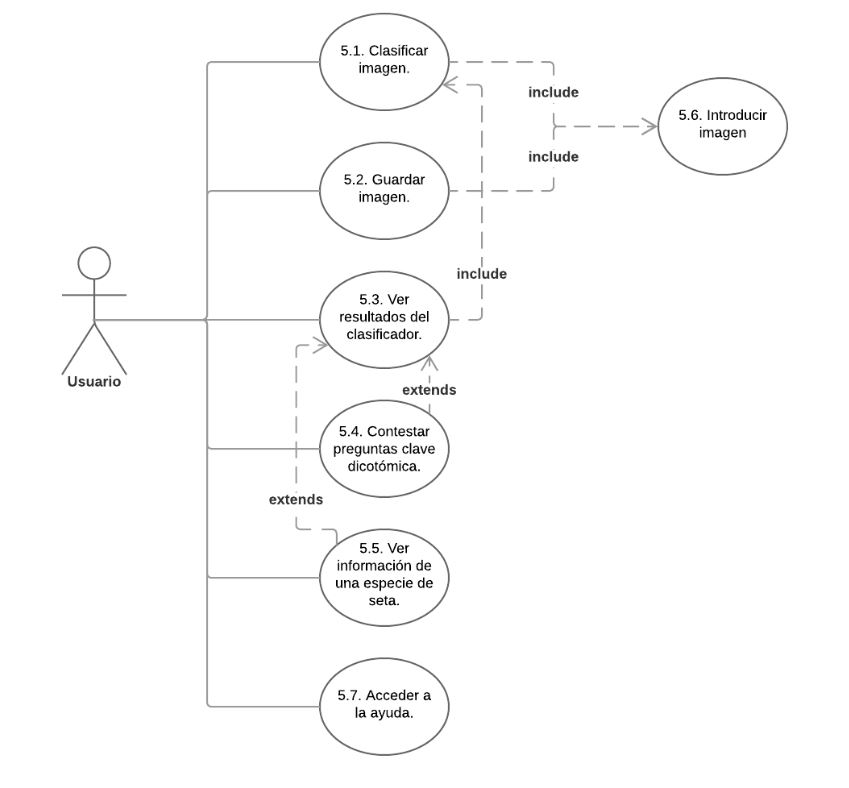 5.1. Clasificar
imagen.
include
5.6. Introducir
imagen
include
5.2. Guardar
imagen.
include
5.3. Ver
resultados del
clasificador.
Usuario
extends
5.4. Contestar
preguntas clave
dicotómica.
extends
5.5. Ver
información de
una especie de
seta.
5.7. Acceder a
la ayuda.